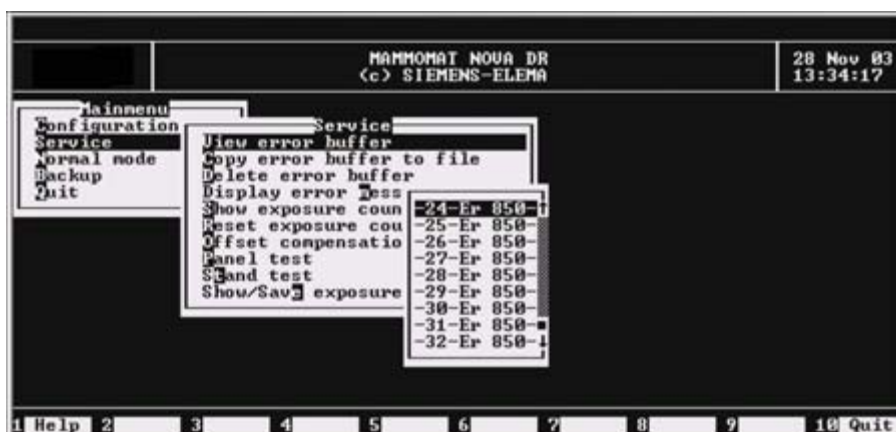 MAMMOMAT NOVA DR
(c) SIEMENS-ELEMA
28 Nov 03
13:34:17
Mainmenu
Configuration
Service
Normal mode
Backup
Quit
Service
View error buffer
Copy error buffer to file
Delete error buffer
Display error mess
Show exposure coun
Reset exposure cou
Offset compensatio
Panel test
Stand test
Show/Save exposure
-24-Er 850-
-25-Er 850-
-26-Er 850-
-27-Er 850-
-28-Er 850-
-29-Er 850-
-30-Er 850-
-31-Er 850-
-32-Er 850-
1 Help 2 3 4 5 6 7 8 9 10 Quit